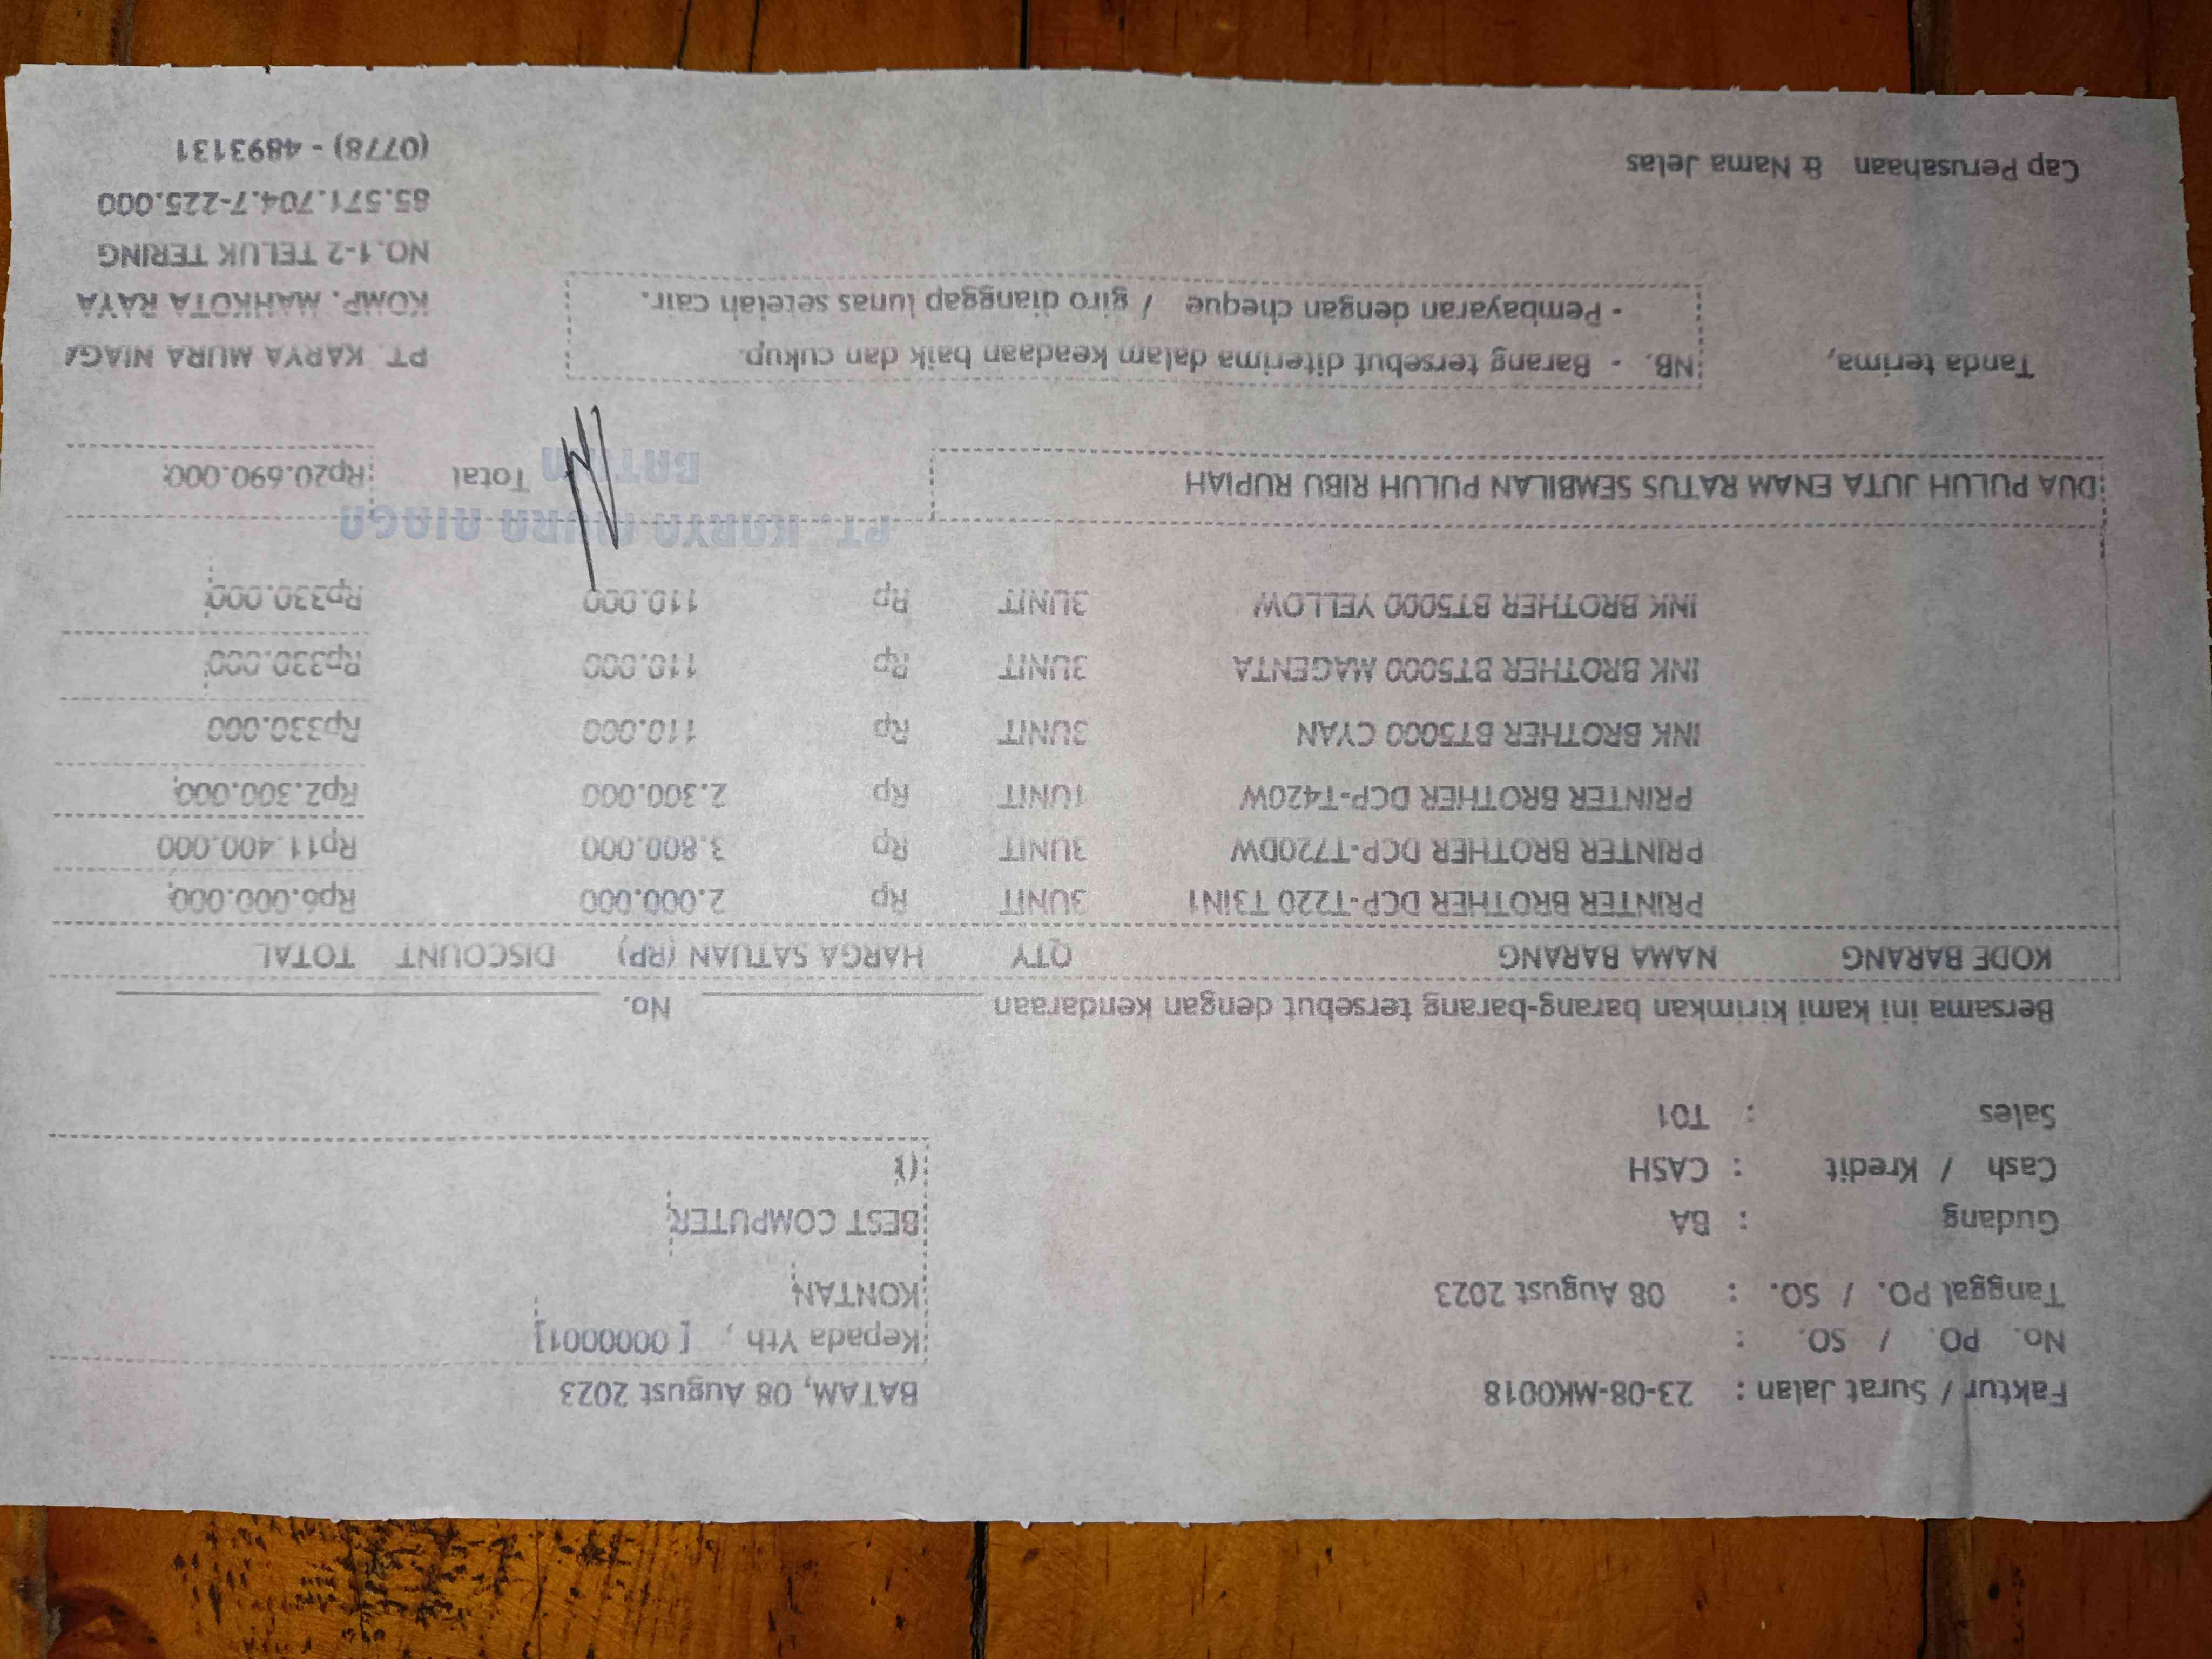 Faktur / Surat Jalan : 23-08-MK0018
BATAM, 08 August 2023
No. PO. / SO. :
Kepada Yth , [ 0000001]
Tanggal PO. / SO. : 08 August 2023
KONTAN
Gudang : BA
BEST COMPUTER
Cash / Kredit : CASH
Sales : T01
Bersama ini kami kirimkan barang-barang tersebut dengan kendaraan No.
KODE BARANG NAMA BARANG QTY HARGA SATUAN (RP) DISCOUNT TOTAL
PRINTER BROTHER DCP-T220 T3IN1 3UNIT Rp 2.000.000 Rp6.000.000
PRINTER BROTHER DCP-T720DW 3UNIT Rp 3.800.000 Rp11.400.000
PRINTER BROTHER DCP-T420W 1UNIT Rp 2.300.000 Rp2.300.000
INK BROTHER BT5000 CYAN 3UNIT Rp 110.000 Rp330.000
INK BROTHER BT5000 MAGENTA 3UNIT Rp 110.000 Rp330.000
INK BROTHER BT5000 YELLOW 3UNIT Rp 110.000 Rp330.000
PT. KARYA MURA NIAGA
BATAM
DUA PULUH JUTA ENAM RATUS SEMBILAN PULUH RIBU RUPIAH Total Rp20.690.000
Tanda terima,
NB. - Barang tersebut diterima dalam keadaan baik dan cukup.
- Pembayaran dengan cheque / giro dianggap lunas setelah cair.
PT. KARYA MURA NIAGA
KOMP. MAHKOTA RAYA
NO.1-2 TELUK TERING
85.571.704.7-225.000
(0778) - 4893131
Cap Perusahaan & Nama Jelas